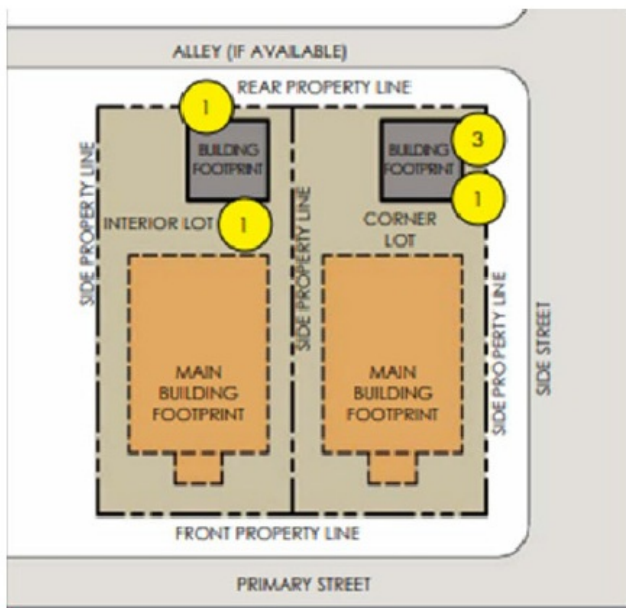 ALLEY (IF AVAILABLE)
REAR PROPERTY LINE
1
BUILDING
FOOTPRINT
3
BUILDING
FOOTPRINT
1
INTERIOR LOT
1
CORNER
LOT
SIDE PROPERTY LINE
SIDE PROPERTY LINE
SIDE PROPERTY LINE
SIDE STREET
MAIN
BUILDING
FOOTPRINT
MAIN
BUILDING
FOOTPRINT
FRONT PROPERTY LINE
PRIMARY STREET